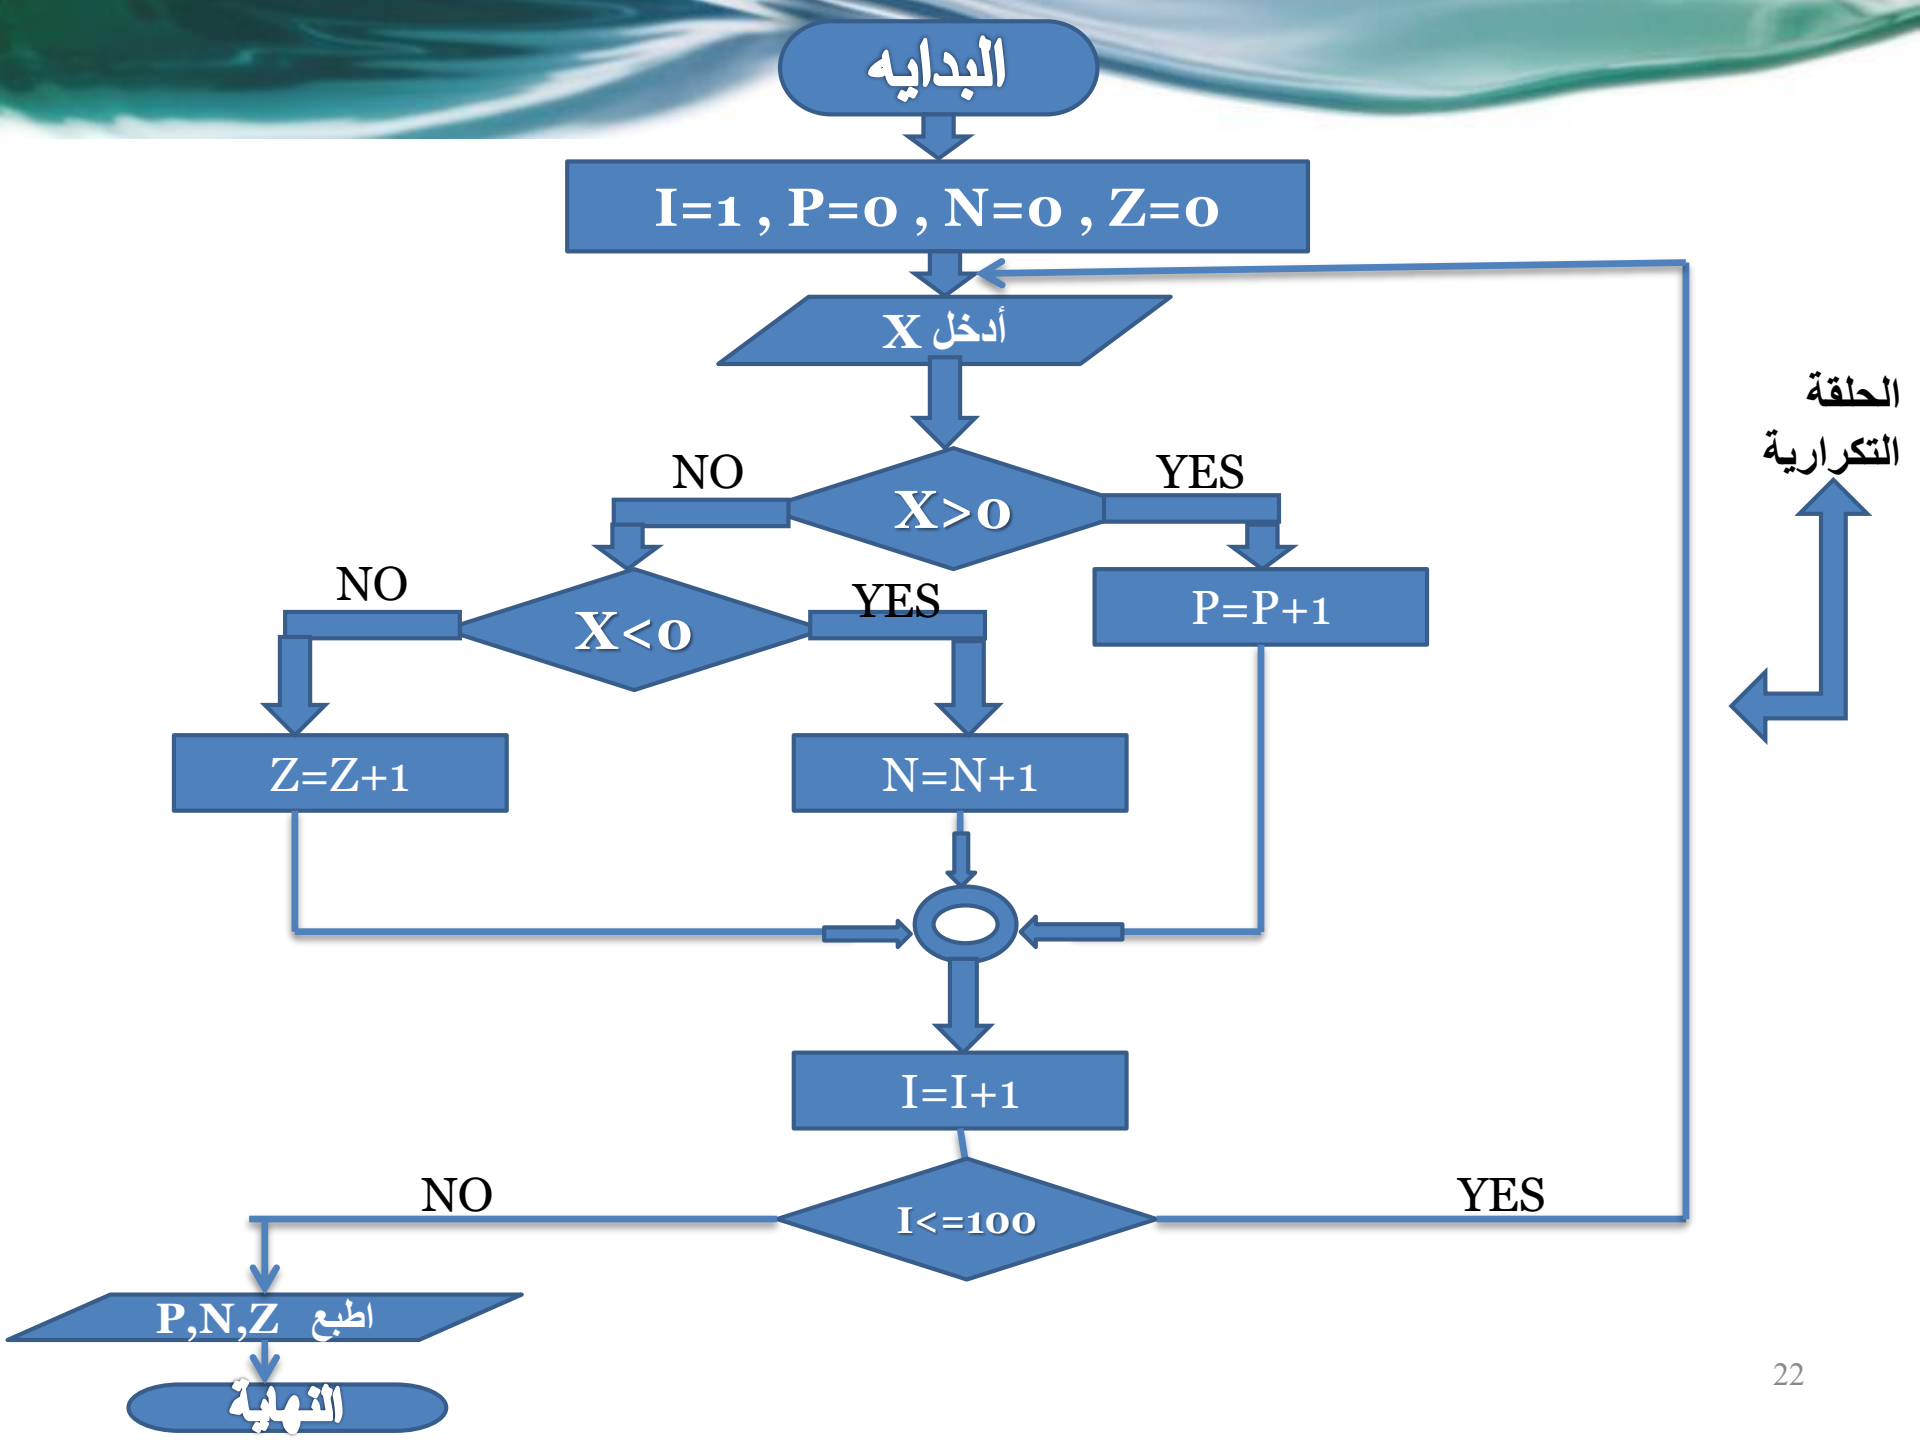 البدايه
I=1 , P=0 , N=0 , Z=0
أدخل X
الحلقة
التكرارية
NO
YES
X>0
NO
YES
X<0
P=P+1
Z=Z+1
N=N+1
I=I+1
NO
YES
I<=100
اطبع P,N,Z
النهاية
22